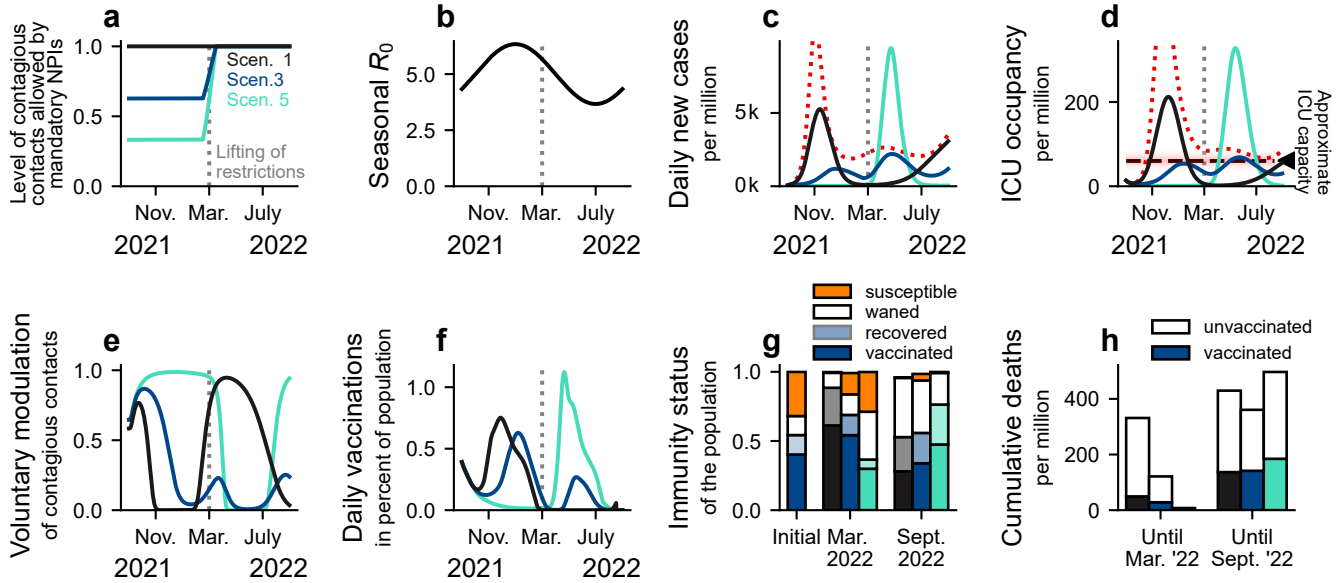 a
Level of contagious
contacts allowed by
mandatory NPIs
1.0
0.5
0.0
Scen. 1
Scen.3
Scen. 5
Lifting of
restrictions
Nov. Mar. July
2021 2022
b
Seasonal R0
5.0
2.5
0.0
Nov. Mar. July
2021 2022
c
Daily new cases
per million
5k
0k
Nov. Mar. July
2021 2022
d
ICU occupancy
per million
200
0
Approximate
ICU capacity
Nov. Mar. July
2021 2022
e
Voluntary modulation
of contagious contacts
1.0
0.5
0.0
Nov. Mar. July
2021 2022
f
Daily vaccinations
in percent of population
1.0
0.5
0.0
Nov. Mar. July
2021 2022
g
susceptible
waned
recovered
vaccinated
Immunity status
of the population
1.0
0.5
0.0
Initial Mar. Sept.
2022 2022
h
unvaccinated
vaccinated
Cumulative deaths
per million
400
200
0
Until Until
Mar. '22 Sept. '22